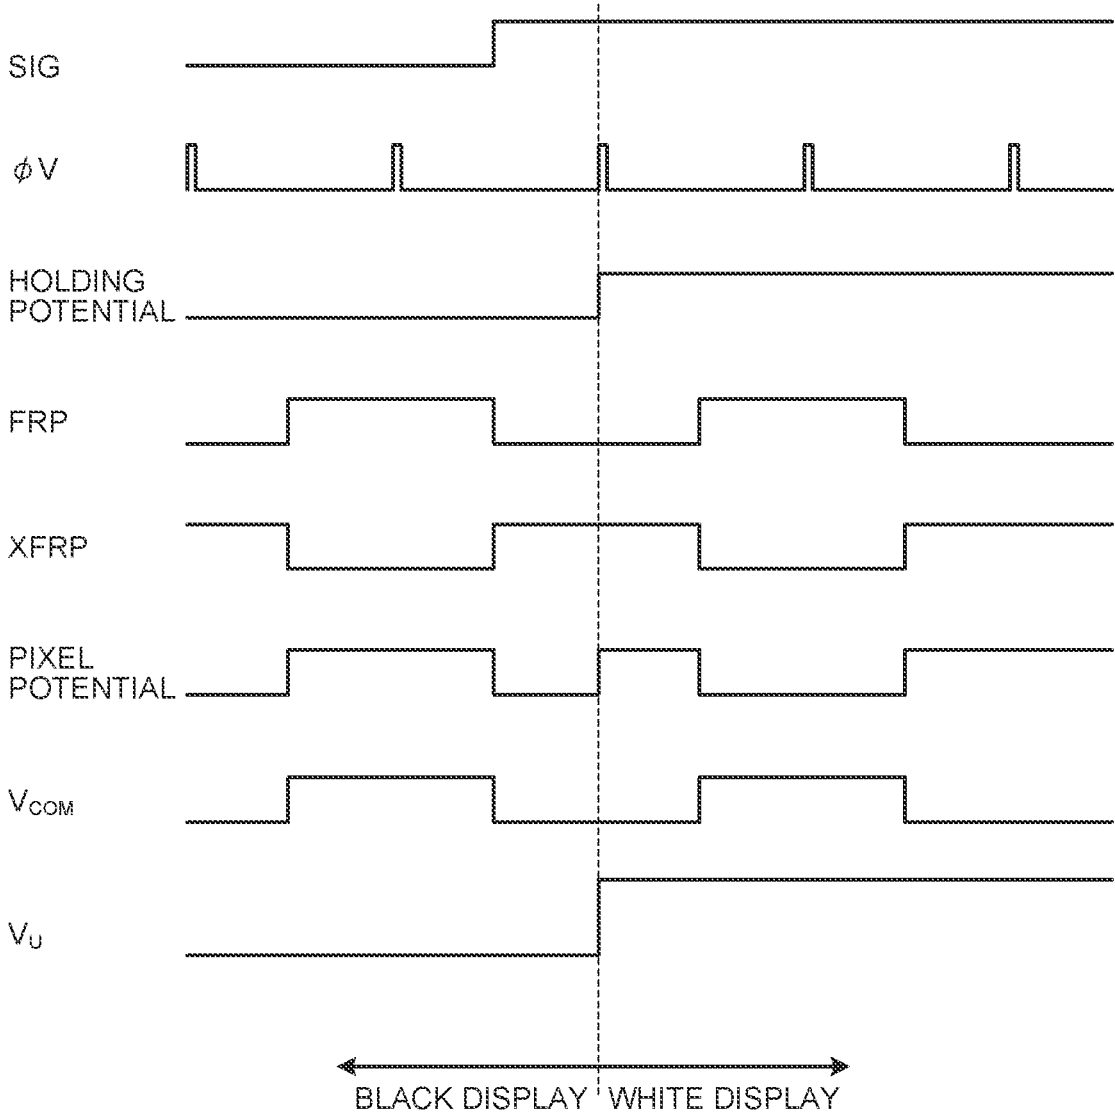 SIG
ϕV
HOLDING
POTENTIAL
FRP
XFRP
PIXEL
POTENTIAL
VCOM
VU
BLACK DISPLAY WHITE DISPLAY